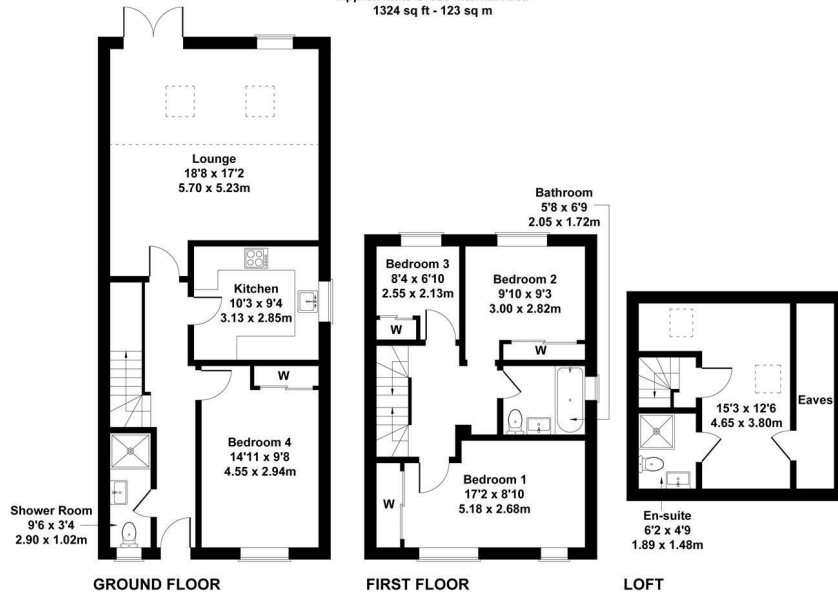 1324 sq ft - 123 sq m
Lounge
18'8 x 17'2
5.70 x 5.23m
Kitchen
10'3 x 9'4
3.13 x 2.85m
W
Bedroom 4
14'11 x 9'8
4.55 x 2.94m
Shower Room
9'6 x 3'4
2.90 x 1.02m
GROUND FLOOR
Bathroom
5'8 x 6'9
2.05 x 1.72m
Bedroom 3
8'4 x 6'10
2.55 x 2.13m
W
Bedroom 2
9'10 x 9'3
3.00 x 2.82m
W
Bedroom 1
17'2 x 8'10
5.18 x 2.68m
W
FIRST FLOOR
15'3 x 12'6
4.65 x 3.80m
Eaves
En-suite
6'2 x 4'9
1.89 x 1.48m
LOFT